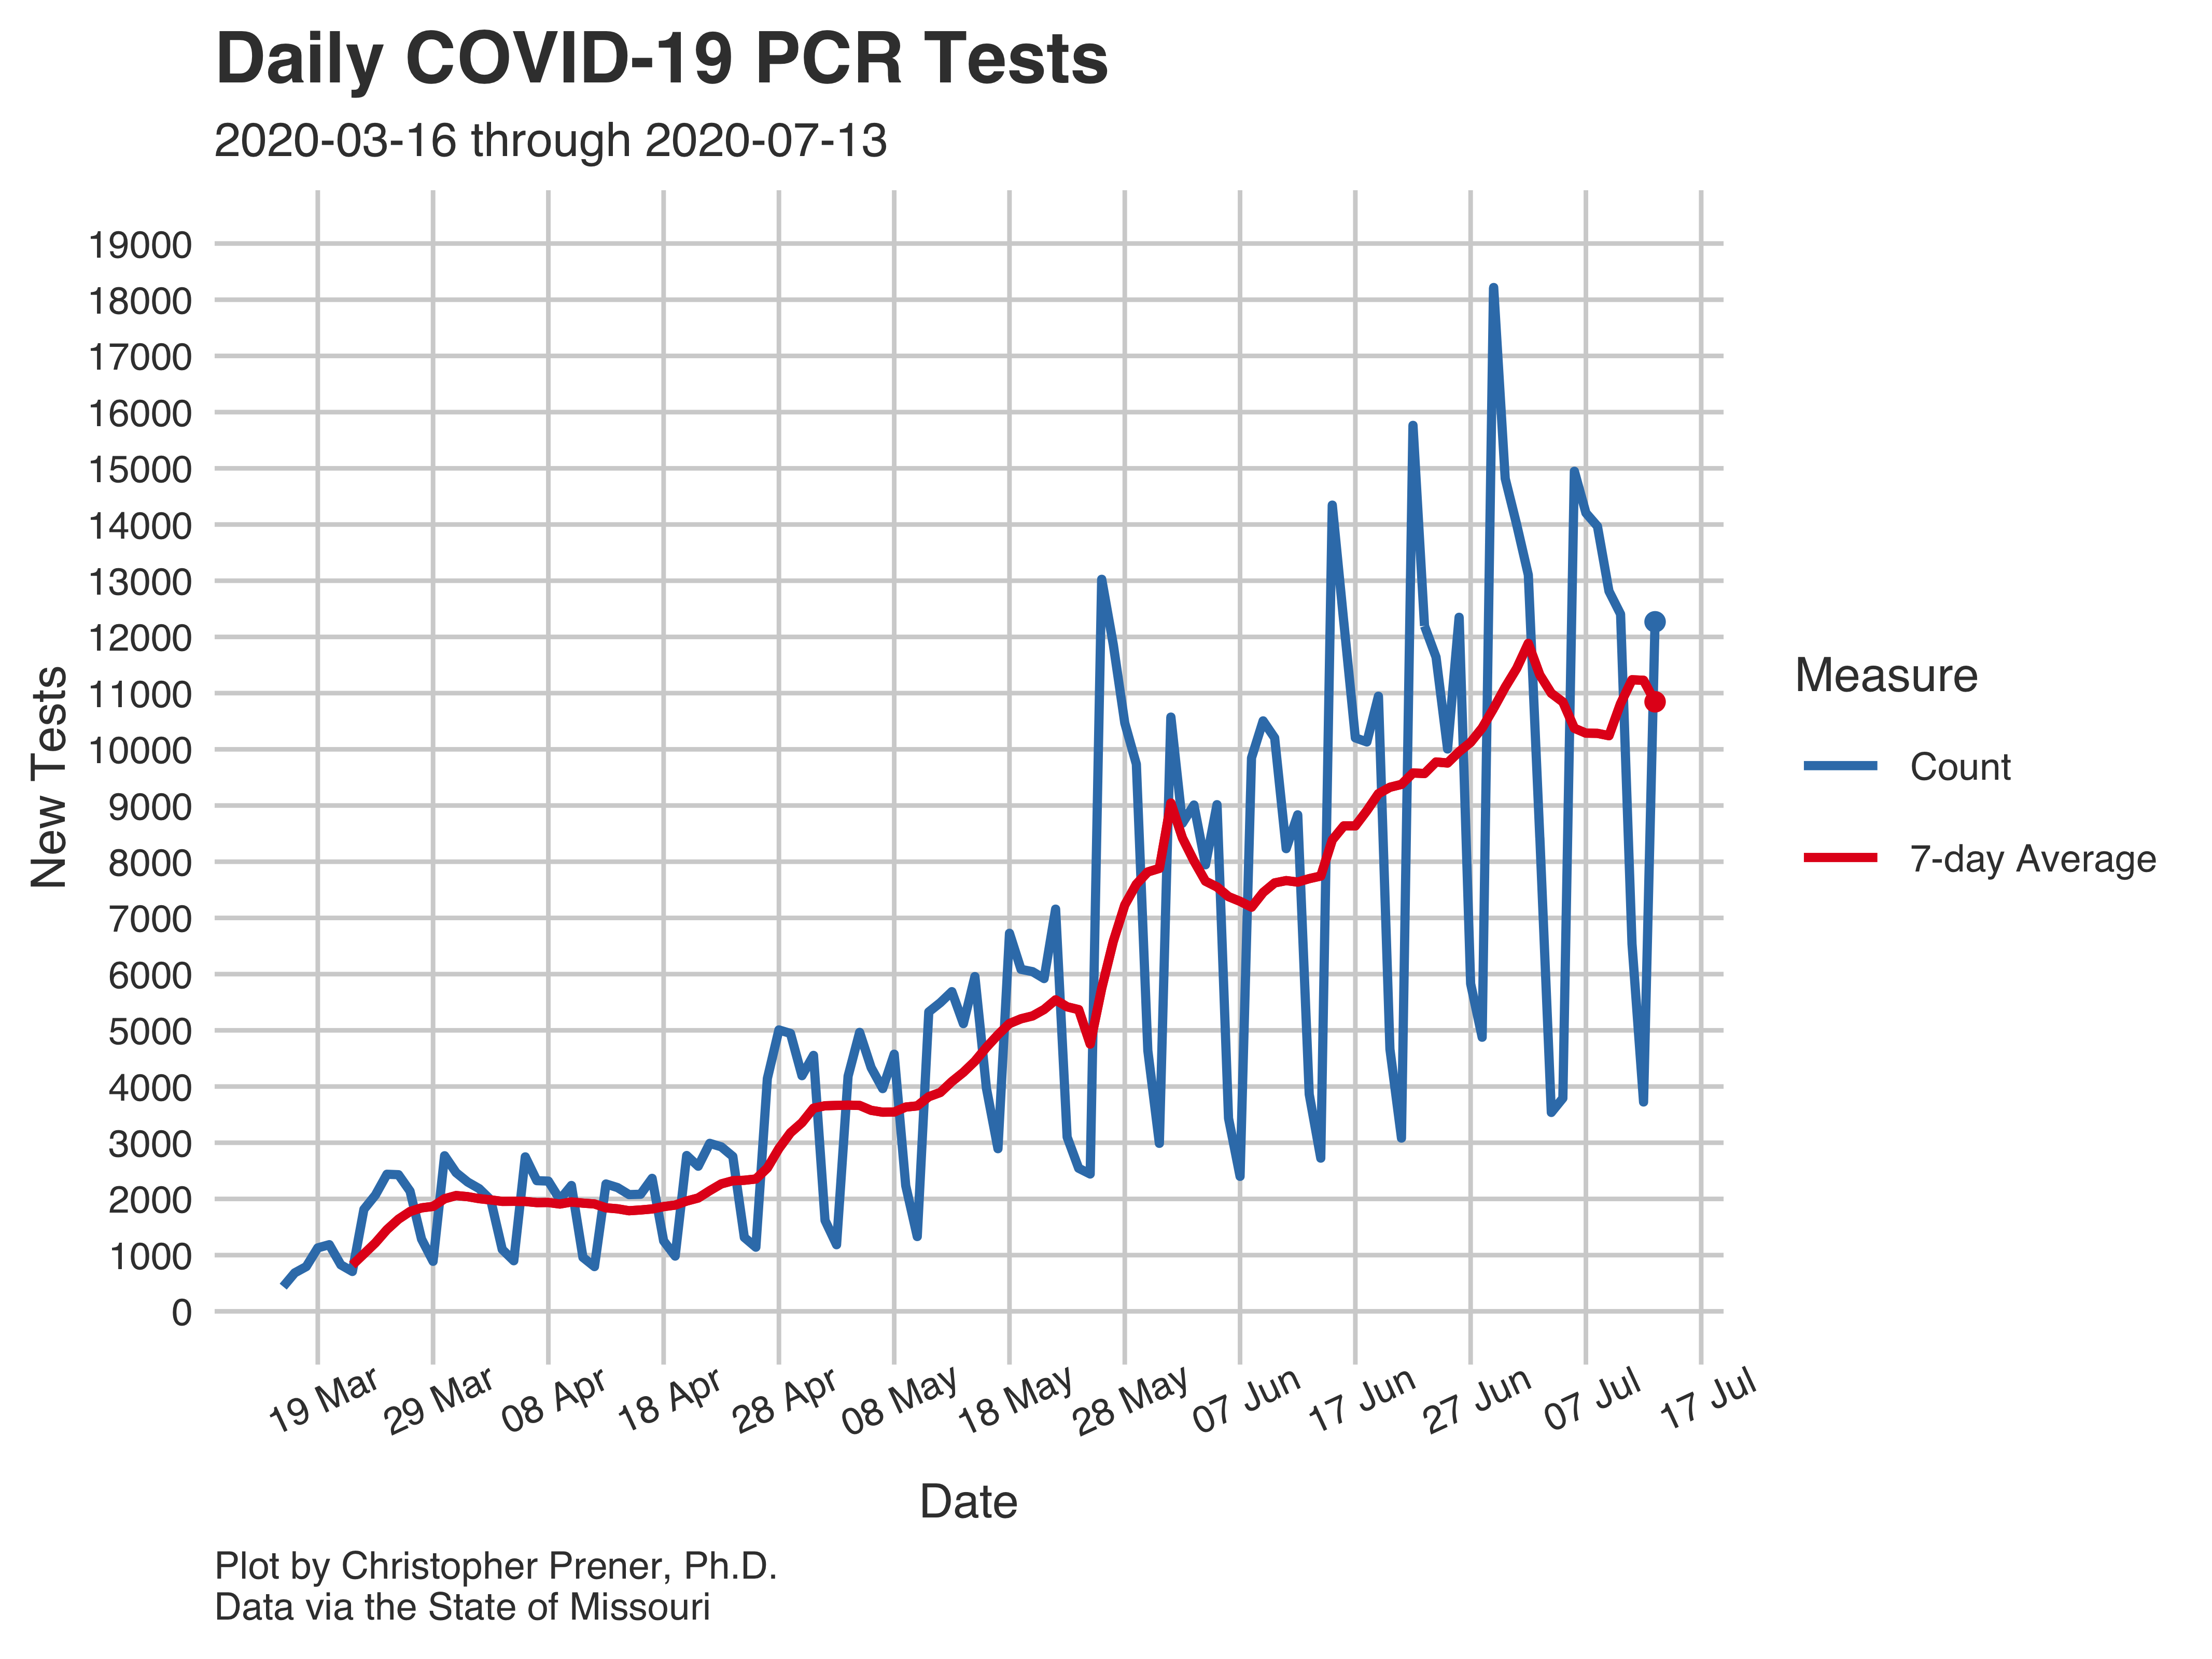 Daily COVID-19 PCR Tests
2020-03-16 through 2020-07-13
19000
18000
17000
16000
15000
14000
13000
12000
11000
10000
9000
8000
7000
6000
5000
4000
3000
2000
1000
0
New Tests
19 Mar
29 Mar
08 Apr
18 Apr
28 Apr
08 May
18 May
28 May
07 Jun
17 Jun
27 Jun
07 Jul
17 Jul
Date
Measure
Count
7-day Average
Plot by Christopher Prener, Ph.D.
Data via the State of Missouri